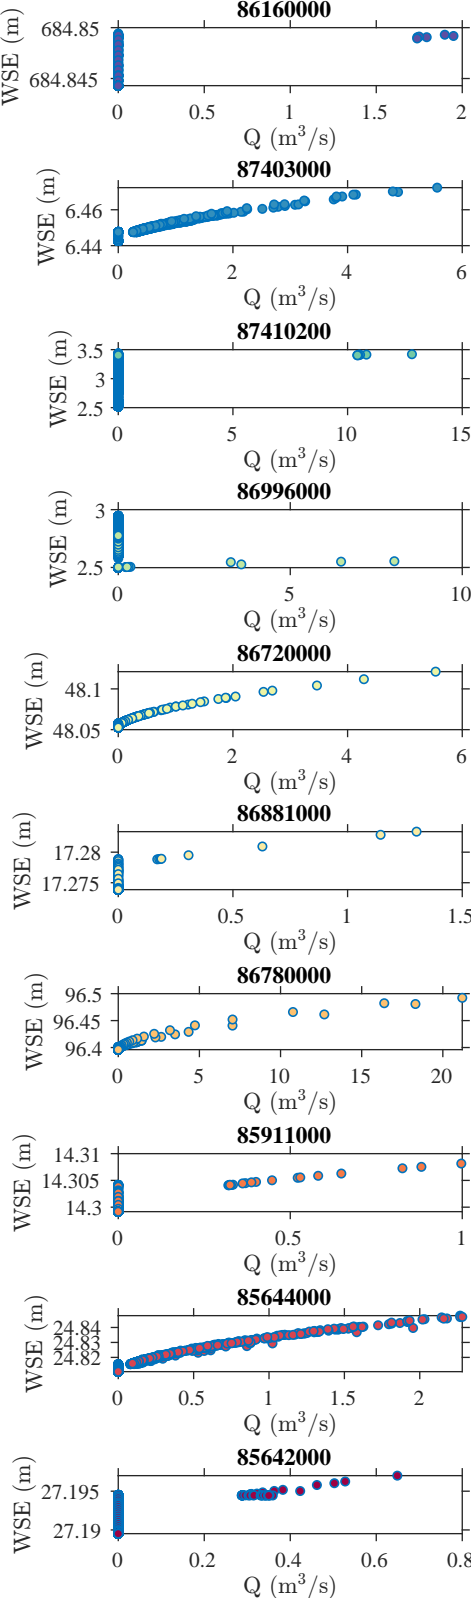 86160000
WSE (m)
684.85
684.845
0 0.5 1 1.5 2
Q (m³/s)
87403000
WSE (m)
6.46
6.44
0 2 4 6
Q (m³/s)
87410200
WSE (m)
3.5
3
2.5
0 5 10 15
Q (m³/s)
86996000
WSE (m)
3
2.5
0 5 10
Q (m³/s)
86720000
WSE (m)
48.1
48.05
0 2 4 6
Q (m³/s)
86881000
WSE (m)
17.28
17.275
0 0.5 1 1.5
Q (m³/s)
86780000
WSE (m)
96.5
96.45
96.4
0 5 10 15 20
Q (m³/s)
85911000
WSE (m)
14.31
14.305
14.3
0 0.5 1
Q (m³/s)
85644000
WSE (m)
24.84
24.83
24.82
0 0.5 1 1.5 2
Q (m³/s)
85642000
WSE (m)
27.195
27.19
0 0.2 0.4 0.6 0.8
Q (m³/s)